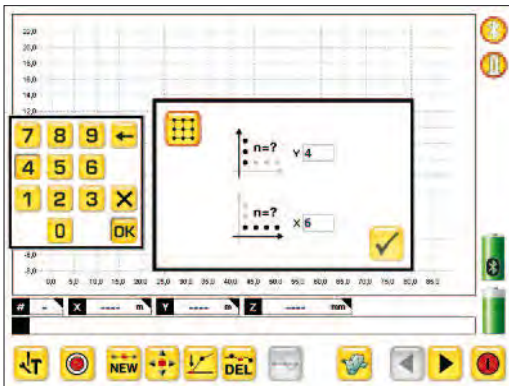 22,0
20,0
18,0
14,0
12,0
7 8 9
4 5 6
1 2 3 X
0 OK
n=? Y 4
n=? X 6
-6,0
-8,0
0,0 5,0 10,0 15,0 20,0 25,0 30,0 35,0 40,0 45,0 50,0 55,0 60,0 65,0 70,0 75,0 80,0 85,0
# - X ---- m Y ---- m Z ---- mm
T NEW DEL